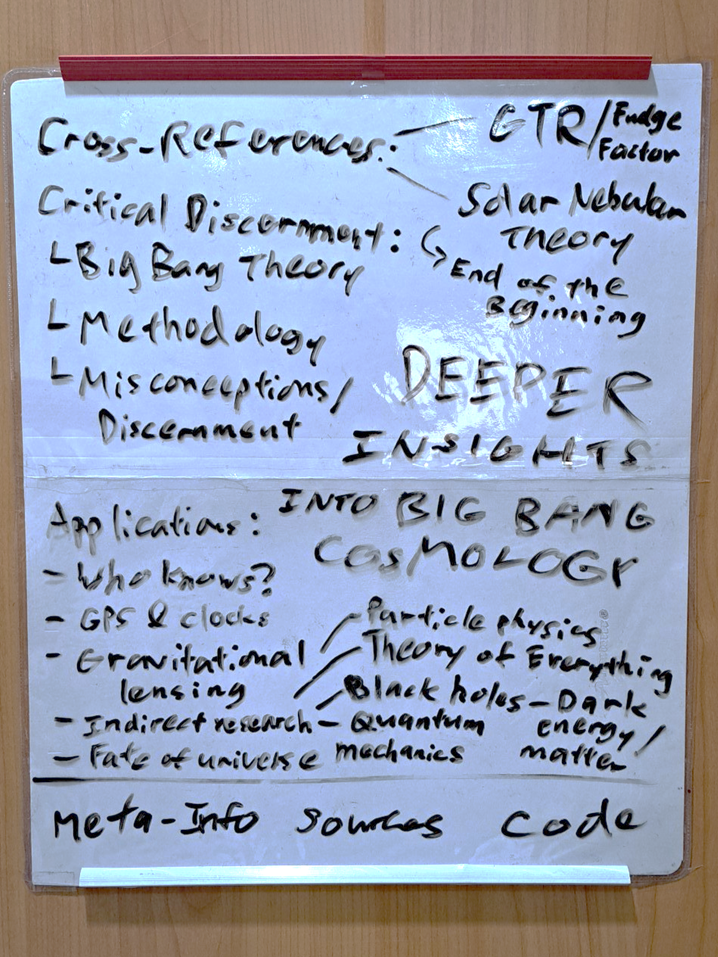 Cross-References:
GTR/Fudge
Factor
Solar Nebular
Theory
End of the
Beginning
Critical Discernment:
Big Bang Theory
Methodology
Misconceptions/
Discernment
DEEPER
INSIGHTS
INTO BIG BANG
COSMOLOGY
Applications:
- Who knows?
- GPS & clocks
- Gravitational
lensing
- Indirect research - Quantum
mechanics
Particle physics
Theory of Everything
Black holes - Dark
energy/
matter
- Fate of universe
Meta-Info sources code